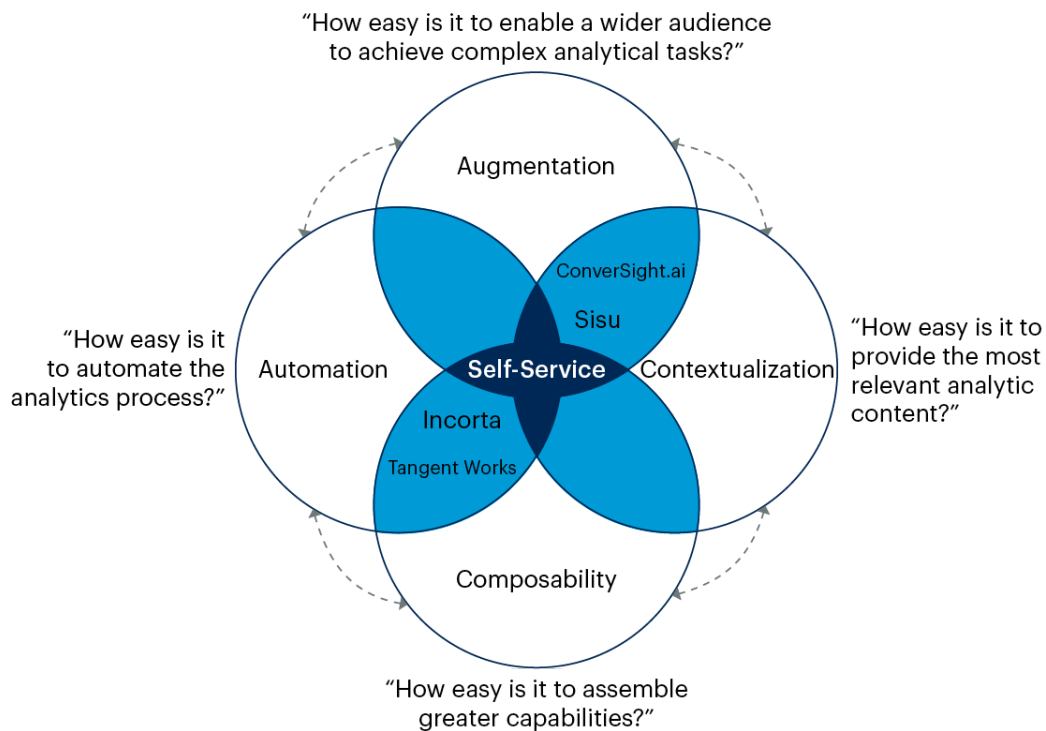 “How easy is it to enable a wider audience
to achieve complex analytical tasks?”
Augmentation
ConverSight.ai
Sisu
“How easy is it
to automate the
analytics process?”
Automation
Self-Service
Contextualization
“How easy is it to
provide the most
relevant analytic
content?”
Incorta
Tangent Works
Composability
“How easy is it to assemble
greater capabilities?”